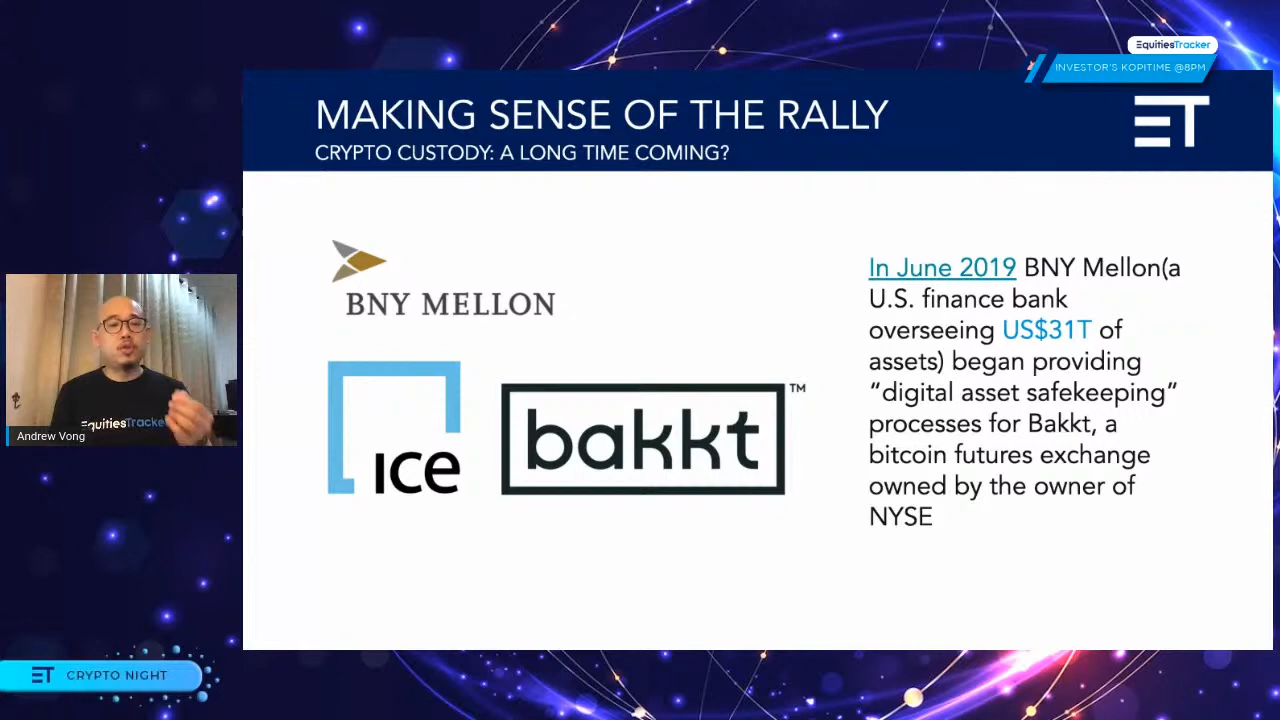 EquitiesTracker
INVESTOR'S KOPITIME @8PM
MAKING SENSE OF THE RALLY
CRYPTO CUSTODY: A LONG TIME COMING?
ET
BNY MELLON
ice
bakkt™
In June 2019 BNY Mellon(a
U.S. finance bank
overseeing US$31T of
assets) began providing
“digital asset safekeeping”
processes for Bakkt, a
bitcoin futures exchange
owned by the owner of
NYSE
EquitiesTracker
Andrew Vong
ET CRYPTO NIGHT